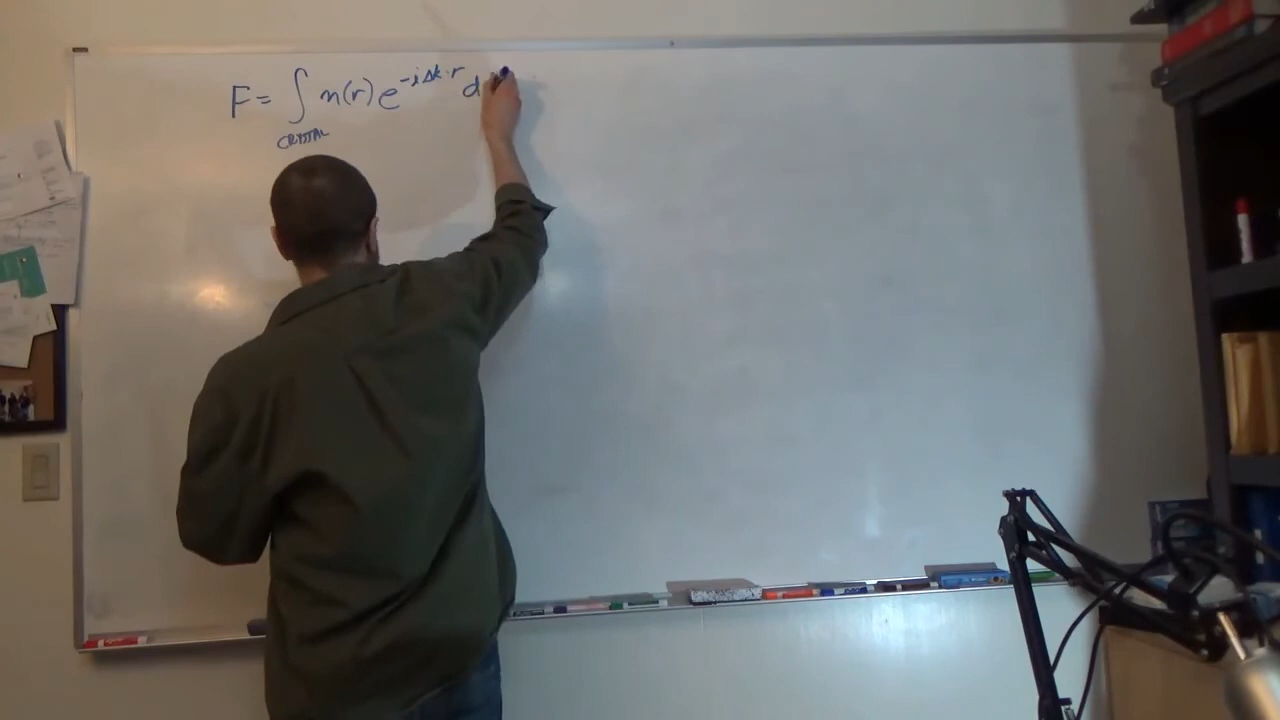 F = ∫ n(r) e^{-iΔk·r} d
CRYSTAL